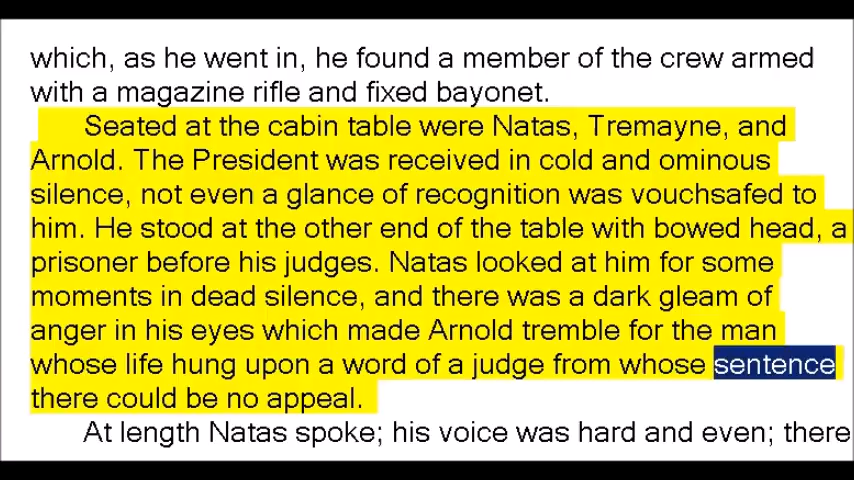 which, as he went in, he found a member of the crew armed
with a magazine rifle and fixed bayonet.
Seated at the cabin table were Natas, Tremayne, and
Arnold. The President was received in cold and ominous
silence, not even a glance of recognition was vouchsafed to
him. He stood at the other end of the table with bowed head, a
prisoner before his judges. Natas looked at him for some
moments in dead silence, and there was a dark gleam of
anger in his eyes which made Arnold tremble for the man
whose life hung upon a word of a judge from whose sentence
there could be no appeal.
At length Natas spoke; his voice was hard and even; there